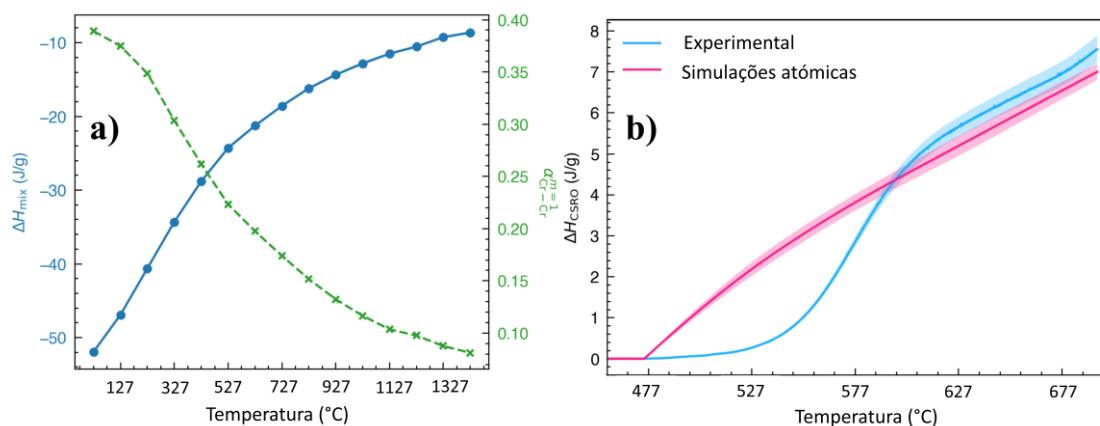 a)
−10
−20
−30
−40
−50
ΔH_mix (J/g)
0.40
0.35
0.30
0.25
0.20
0.15
0.10
α^{m=1}_{Cr−Cr}
127 327 527 727 927 1127 1327
Temperatura (°C)
b)
Experimental
Simulações atómicas
8
7
6
5
4
3
2
1
0
ΔH_CSRO (J/g)
477 527 577 627 677
Temperatura (°C)